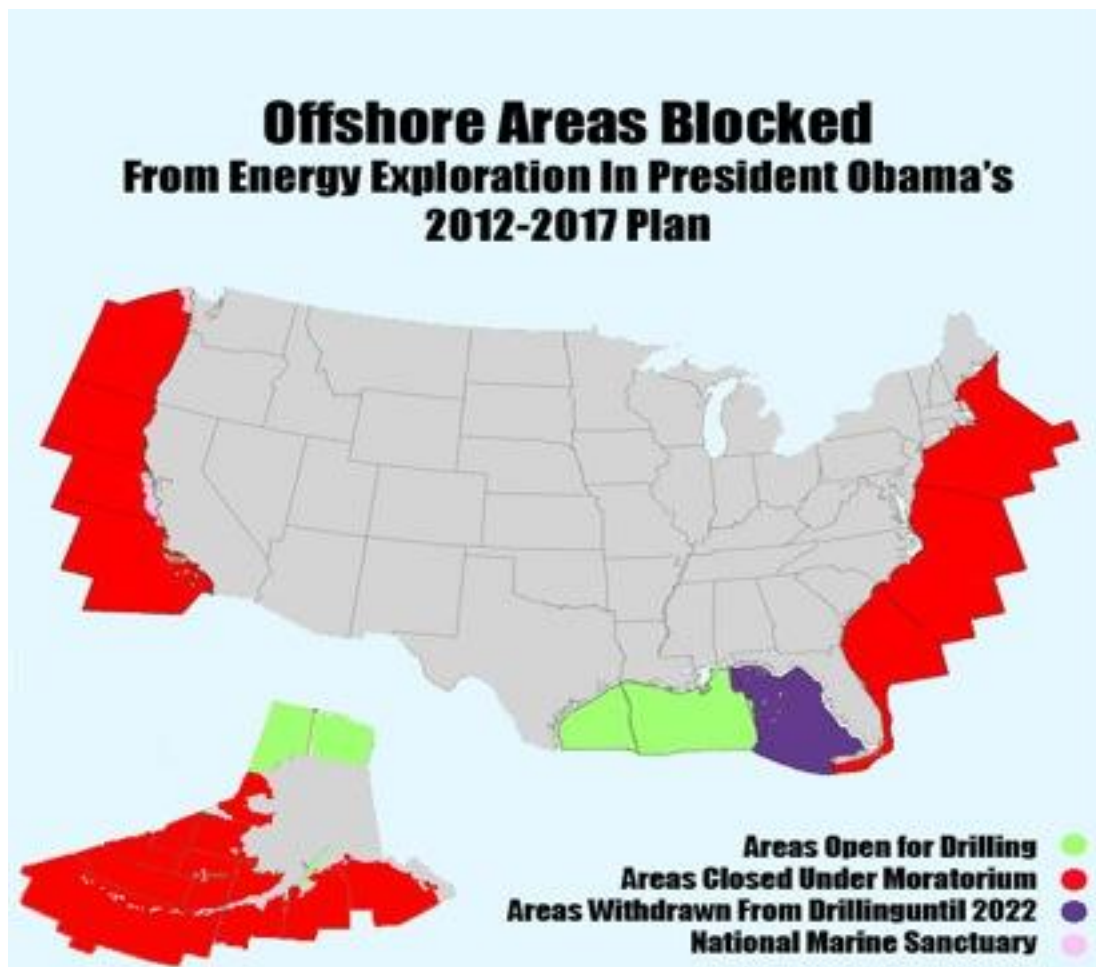 Offshore Areas Blocked
From Energy Exploration In President Obama's
2012-2017 Plan
Areas Open for Drilling
Areas Closed Under Moratorium
Areas Withdrawn From Drillinguntil 2022
National Marine Sanctuary